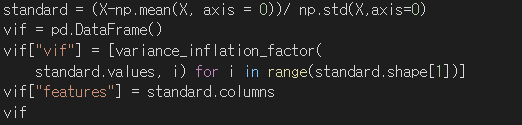 standard = (X-np.mean(X, axis = 0))/ np.std(X,axis=0)
vif = pd.DataFrame()
vif["vif"] = [variance_inflation_factor(
    standard.values, i) for i in range(standard.shape[1])]
vif["features"] = standard.columns
vif